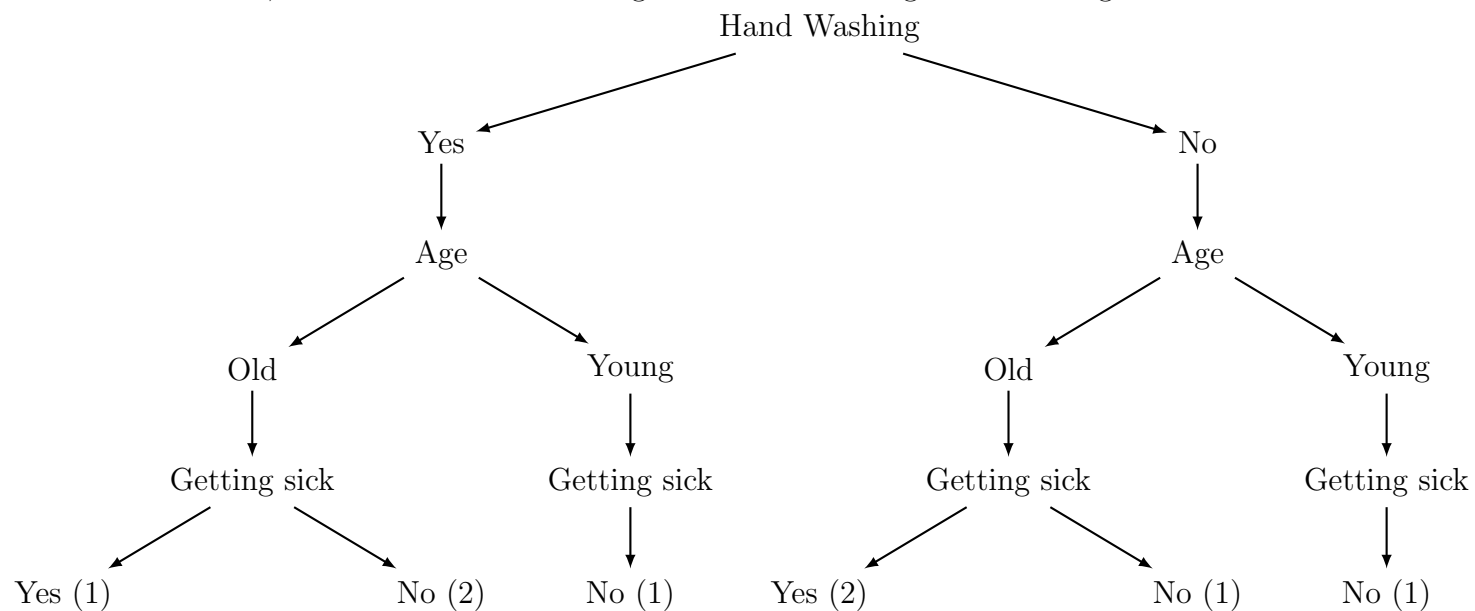 Hand Washing
Yes No
Age Age
Old Young Old Young
Getting sick Getting sick Getting sick Getting sick
Yes (1) No (2) No (1) Yes (2) No (1) No (1)